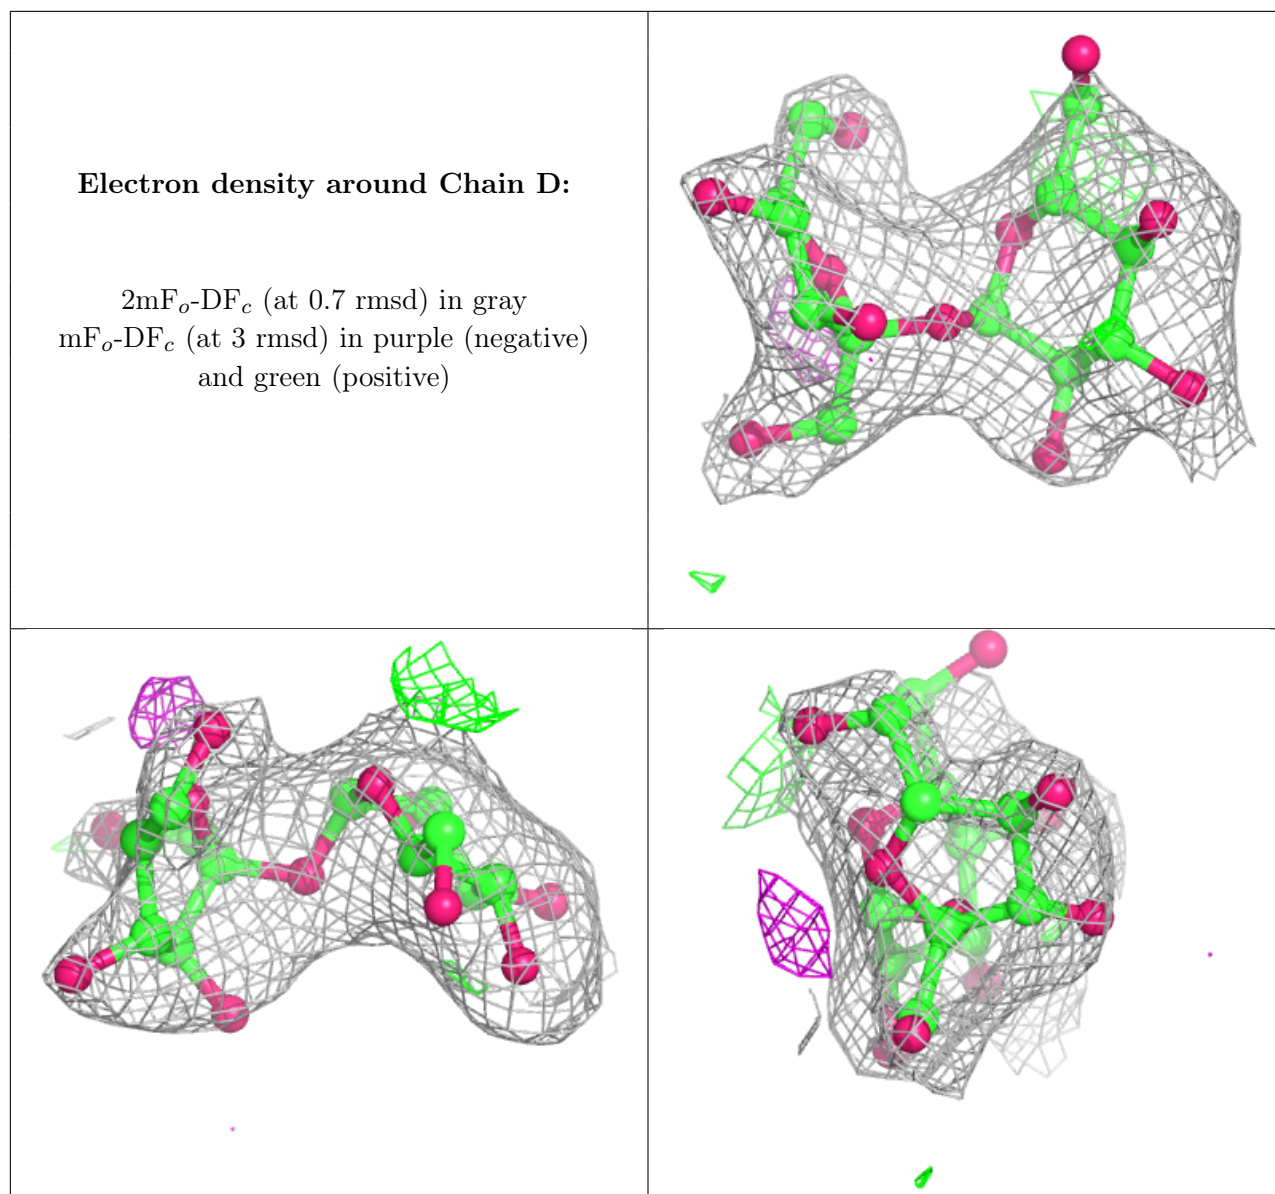 Electron density around Chain D:
2mFo-DFc (at 0.7 rmsd) in gray
mFo-DFc (at 3 rmsd) in purple (negative)
and green (positive)